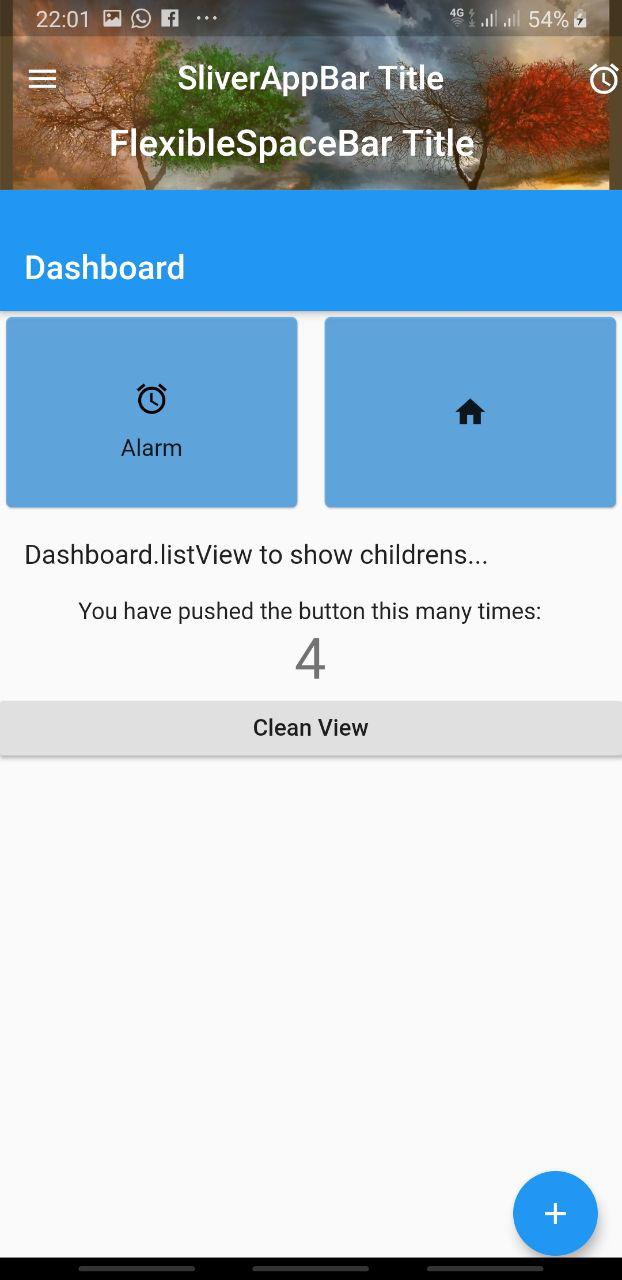 22:01 4G 54%
SliverAppBar Title
FlexibleSpaceBar Title
Dashboard
Alarm
Dashboard.listView to show childrens...
You have pushed the button this many times:
4
Clean View